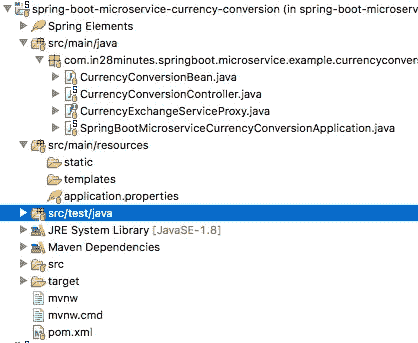 spring-boot-microservice-currency-conversion (in spring-boot-microser
Spring Elements
src/main/java
com.in28minutes.springboot.microservice.example.currencyconvers
CurrencyConversionBean.java
CurrencyConversionController.java
CurrencyExchangeServiceProxy.java
SpringBootMicroserviceCurrencyConversionApplication.java
src/main/resources
static
templates
application.properties
src/test/java
JRE System Library [JavaSE-1.8]
Maven Dependencies
src
target
mvnw
mvnw.cmd
pom.xml